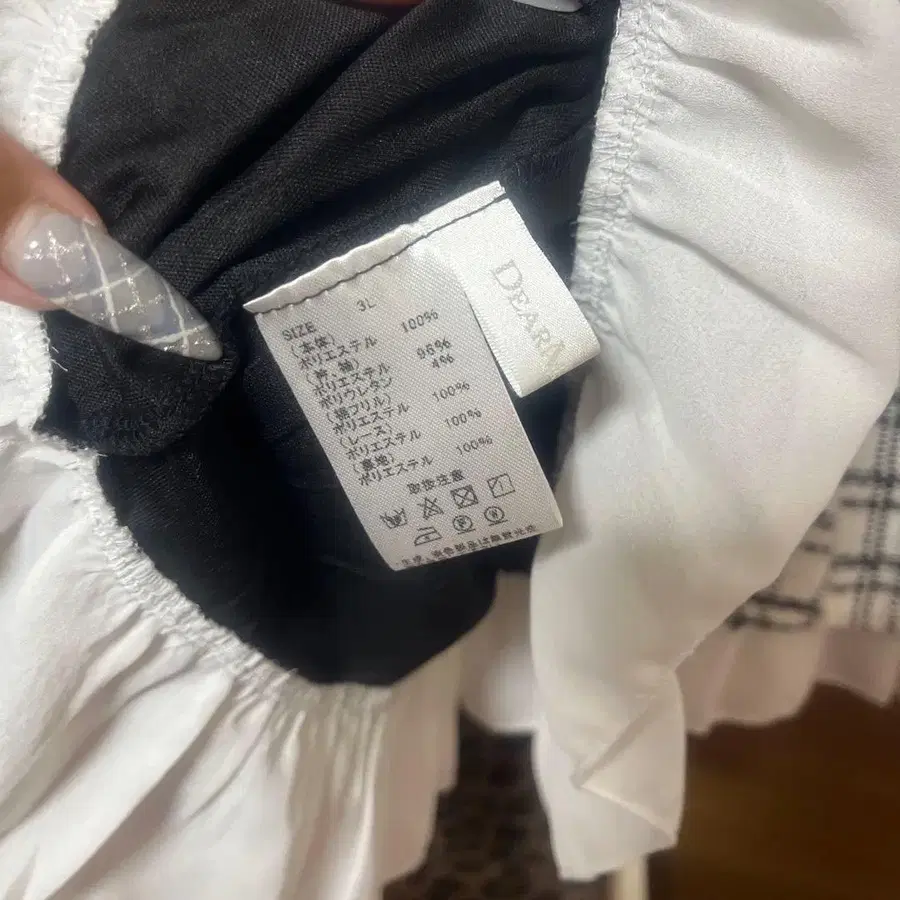 SIZE 3L
(本体)
ポリエステル 100%
(衿・袖)
ポリエステル 96%
ポリウレタン 4%
(裾フリル)
ポリエステル 100%
(レース)
ポリエステル 100%
(裏地)
ポリエステル 100%
取扱注意
DEARM